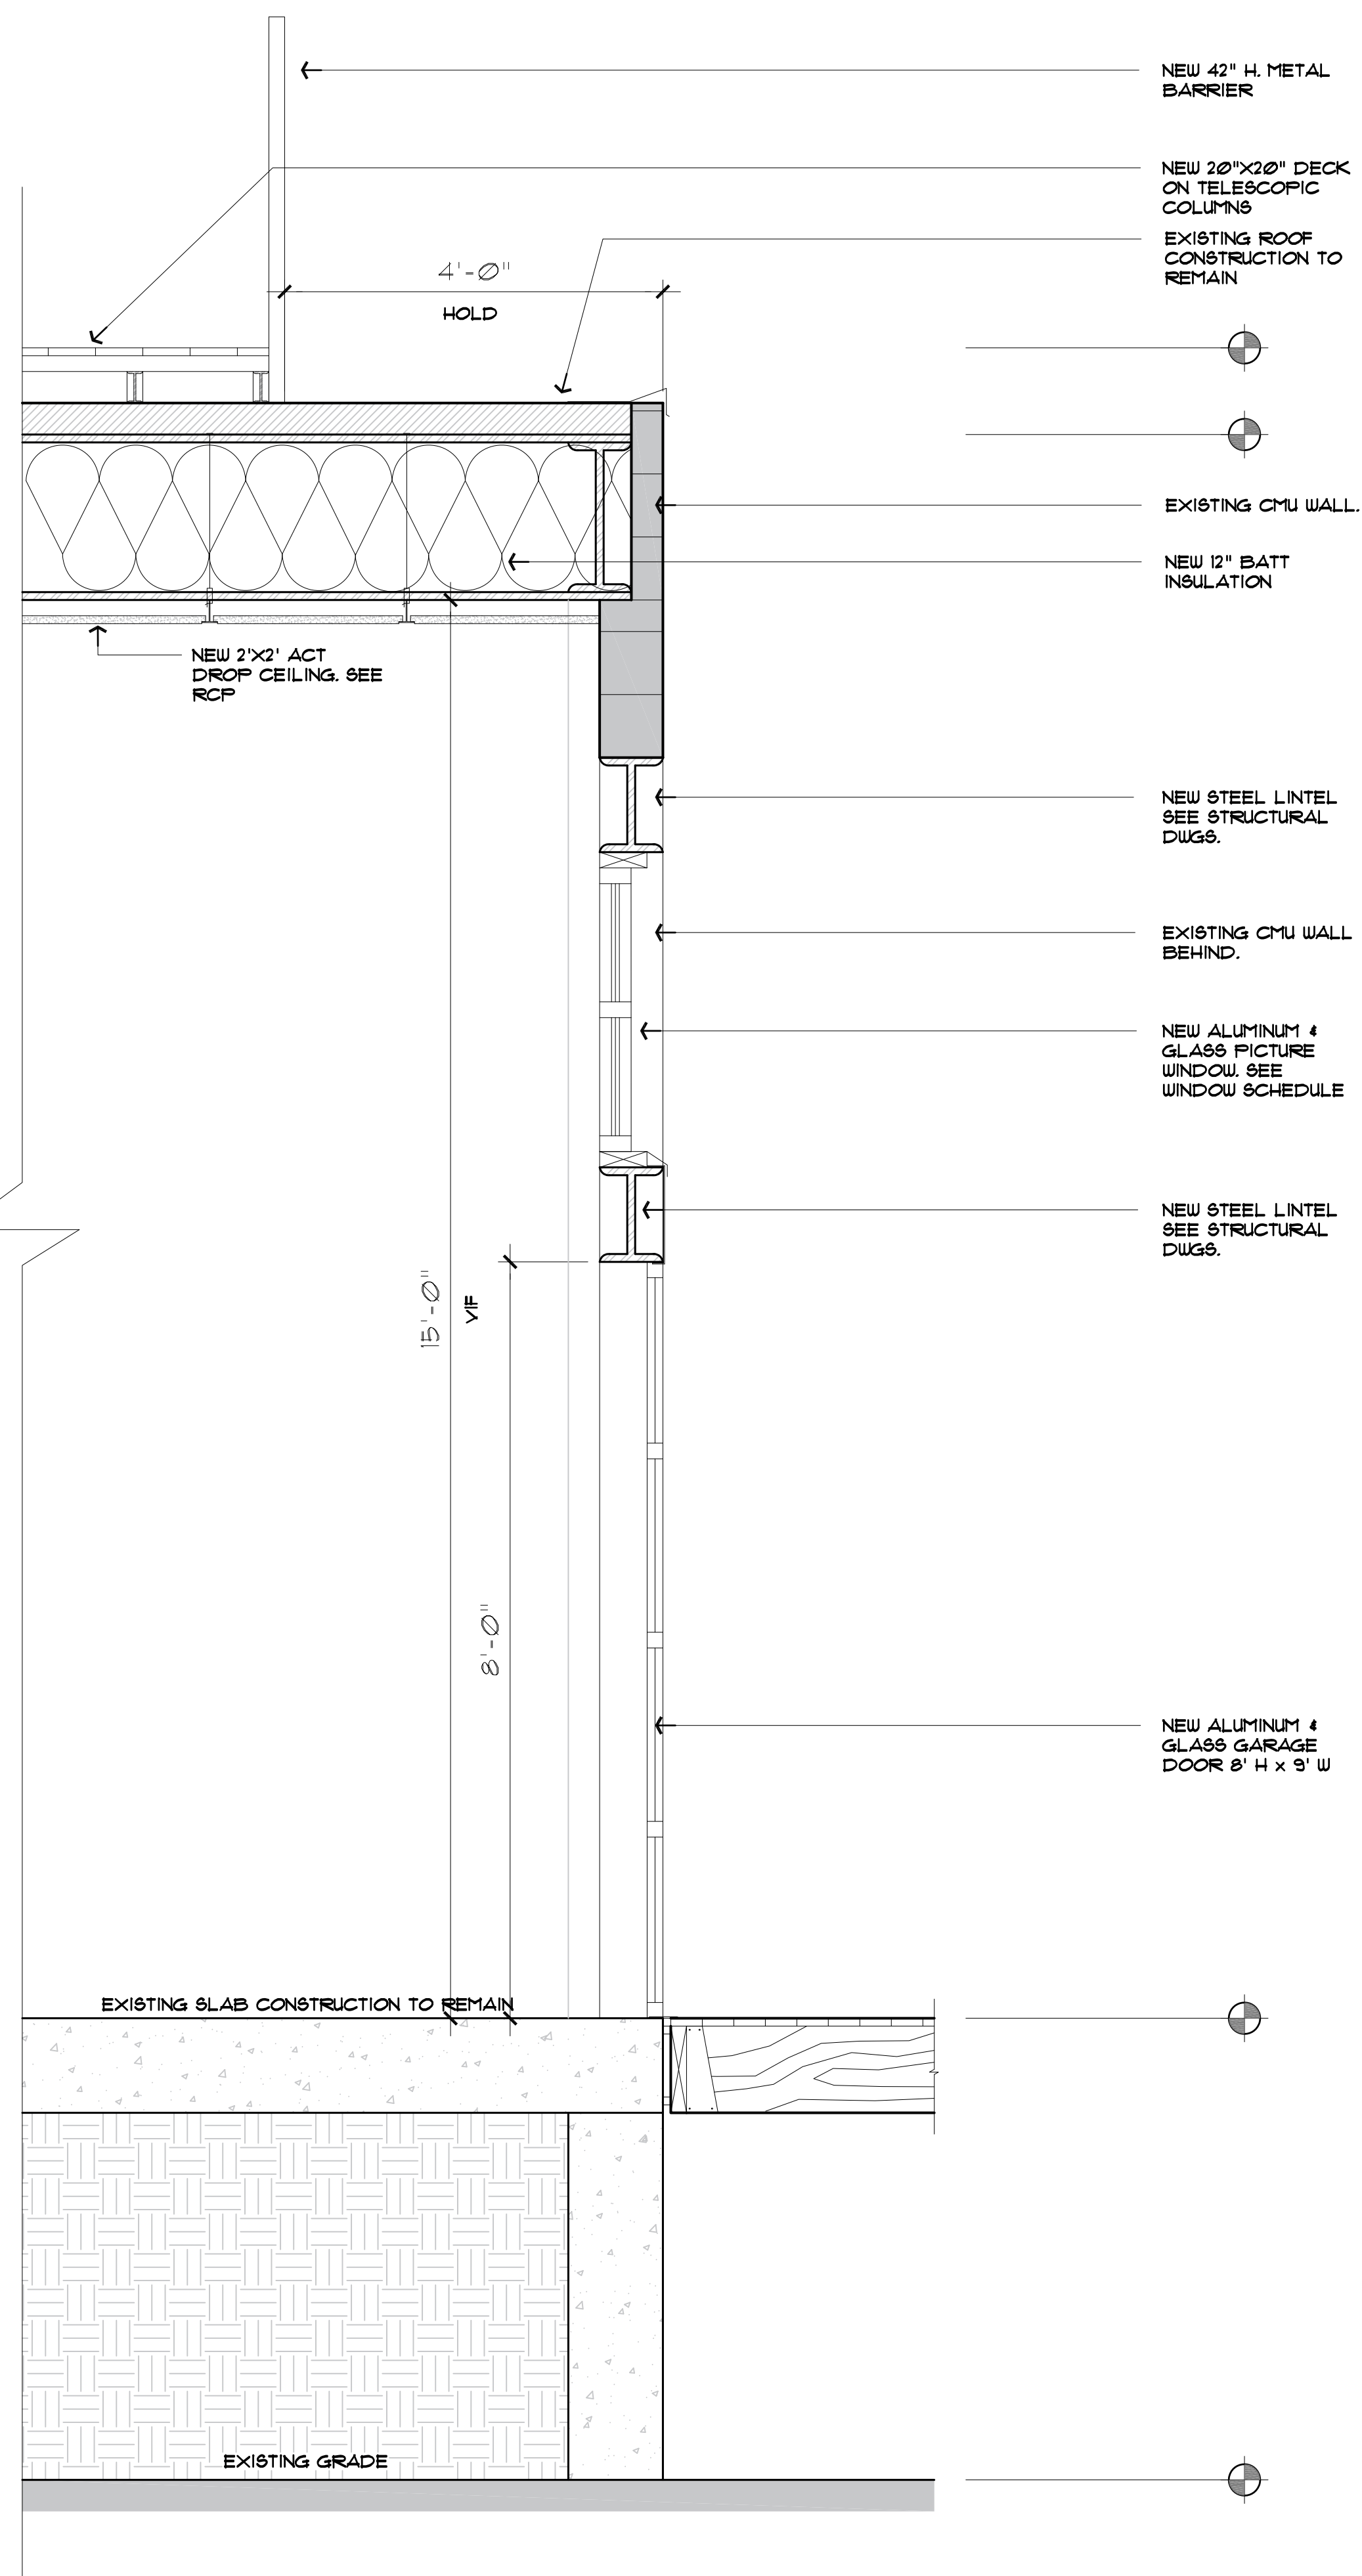 NEW 42" H. METAL
BARRIER
NEW 20"X20" DECK
ON TELESCOPIC
COLUMNS
EXISTING ROOF
CONSTRUCTION TO
REMAIN
4'-0"
HOLD
EXISTING CMU WALL.
NEW 12" BATT
INSULATION
NEW 2'X2' ACT
DROP CEILING. SEE
RCP
NEW STEEL LINTEL
SEE STRUCTURAL
DWGS.
EXISTING CMU WALL
BEHIND.
NEW ALUMINUM &
GLASS PICTURE
WINDOW. SEE
WINDOW SCHEDULE
NEW STEEL LINTEL
SEE STRUCTURAL
DWGS.
15'-0"
VIF
8'-0"
NEW ALUMINUM &
GLASS GARAGE
DOOR 8' H x 9' W
EXISTING SLAB CONSTRUCTION TO REMAIN
EXISTING GRADE